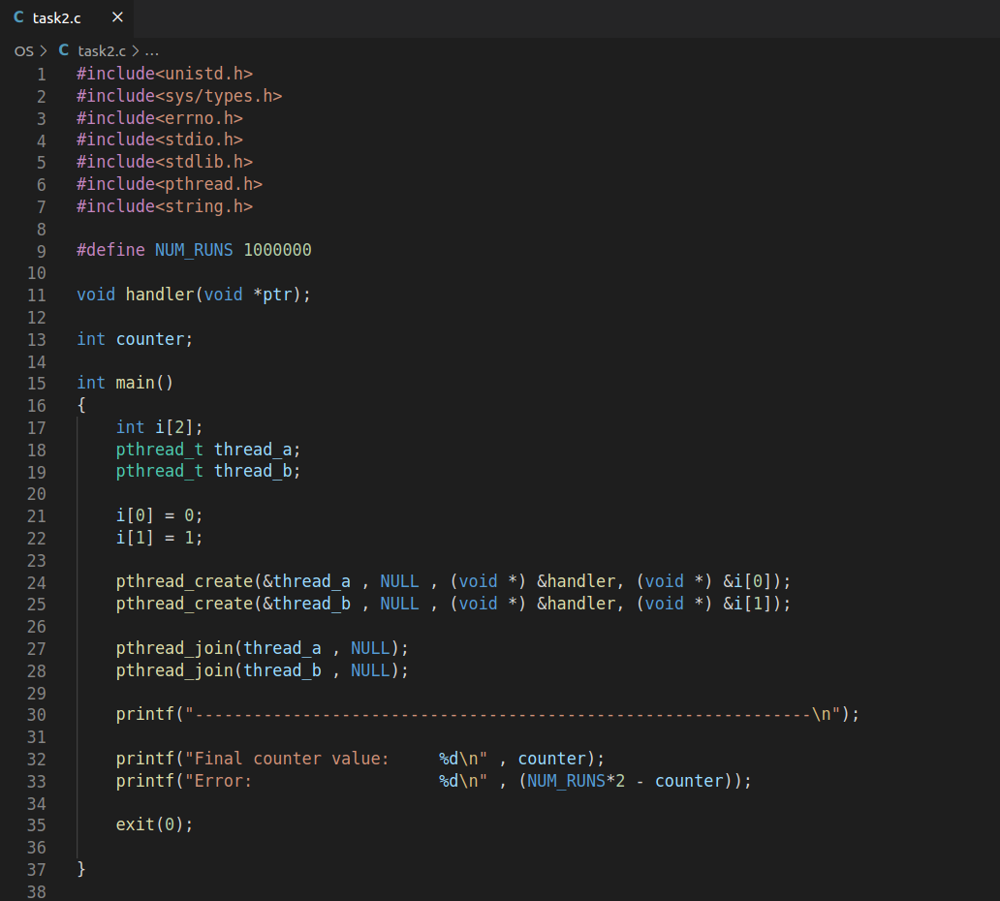 C task2.c ×
OS > C task2.c > ...
1 #include<unistd.h>
2 #include<sys/types.h>
3 #include<errno.h>
4 #include<stdio.h>
5 #include<stdlib.h>
6 #include<pthread.h>
7 #include<string.h>
8
9 #define NUM_RUNS 1000000
10
11 void handler(void *ptr);
12
13 int counter;
14
15 int main()
16 {
17     int i[2];
18     pthread_t thread_a;
19     pthread_t thread_b;
20
21     i[0] = 0;
22     i[1] = 1;
23
24     pthread_create(&thread_a , NULL , (void *) &handler, (void *) &i[0]);
25     pthread_create(&thread_b , NULL , (void *) &handler, (void *) &i[1]);
26
27     pthread_join(thread_a , NULL);
28     pthread_join(thread_b , NULL);
29
30     printf("---------------------------------------------------------------\n");
31
32     printf("Final counter value:     %d\n" , counter);
33     printf("Error:                   %d\n" , (NUM_RUNS*2 - counter));
34
35     exit(0);
36
37 }
38